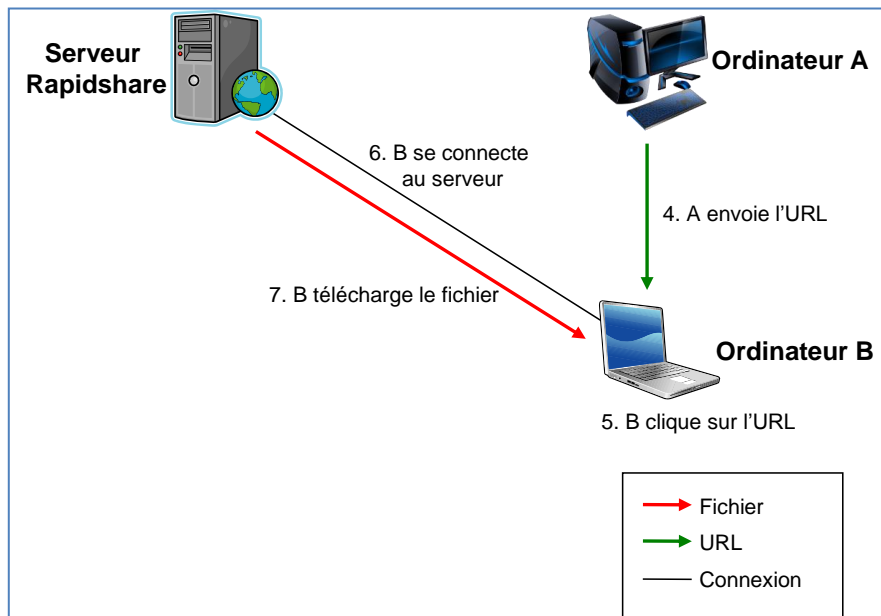 Serveur
Rapidshare
Ordinateur A
6. B se connecte
au serveur
4. A envoie l’URL
7. B télécharge le fichier
Ordinateur B
5. B clique sur l’URL
Fichier
URL
Connexion